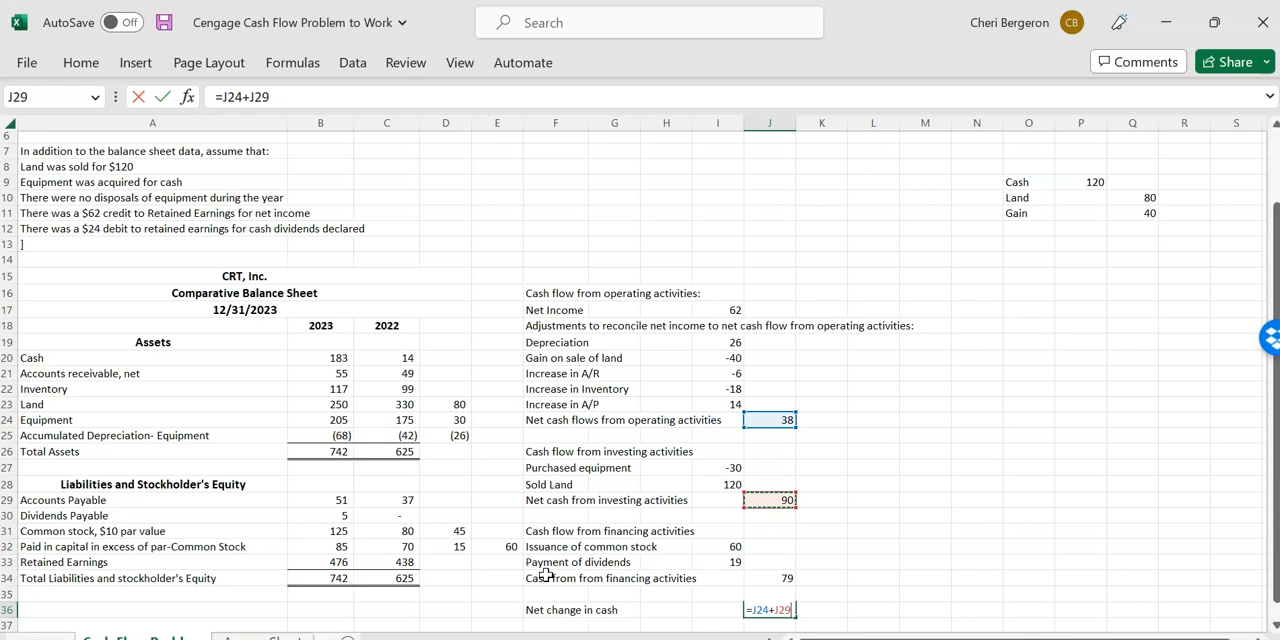 AutoSave Off Cengage Cash Flow Problem to Work Search Cheri Bergeron CB
File Home Insert Page Layout Formulas Data Review View Automate Comments Share
J29 fx =J24+J29
A B C D E F G H I J K L M N O P Q R S
6
7 In addition to the balance sheet data, assume that:
8 Land was sold for $120
9 Equipment was acquired for cash Cash 120
10 There were no disposals of equipment during the year Land 80
11 There was a $62 credit to Retained Earnings for net income Gain 40
12 There was a $24 debit to retained earnings for cash dividends declared
13 ]
14
15 CRT, Inc.
16 Comparative Balance Sheet Cash flow from operating activities:
17 12/31/2023 Net Income 62
18 2023 2022 Adjustments to reconcile net income to net cash flow from operating activities:
19 Assets Depreciation 26
20 Cash 183 14 Gain on sale of land -40
21 Accounts receivable, net 55 49 Increase in A/R -6
22 Inventory 117 99 Increase in Inventory -18
23 Land 250 330 80 Increase in A/P 14
24 Equipment 205 175 30 Net cash flows from operating activities 38
25 Accumulated Depreciation- Equipment (68) (42) (26)
26 Total Assets 742 625 Cash flow from investing activities
27 Purchased equipment -30
28 Liabilities and Stockholder's Equity Sold Land 120
29 Accounts Payable 51 37 Net cash from investing activities 90
30 Dividends Payable 5 -
31 Common stock, $10 par value 125 80 45 Cash flow from financing activities
32 Paid in capital in excess of par-Common Stock 85 70 15 60 Issuance of common stock 60
33 Retained Earnings 476 438 Payment of dividends 19
34 Total Liabilities and stockholder's Equity 742 625 Cash from from financing activities 79
35
36 Net change in cash =J24+J29
37